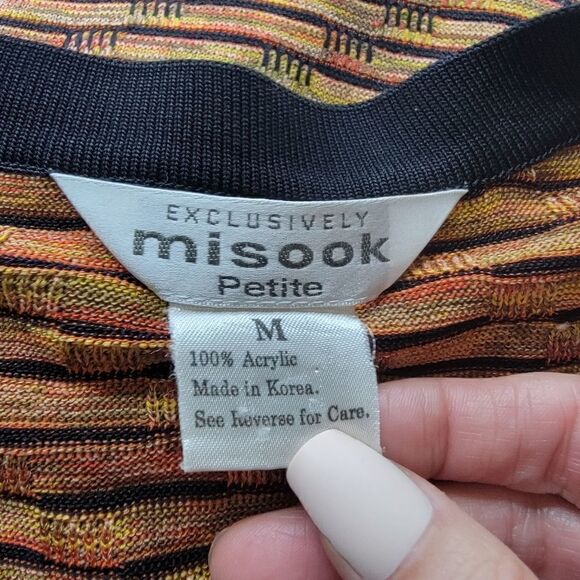 EXCLUSIVELY
misook
Petite
M
100% Acrylic
Made in Korea.
See Reverse for Care.